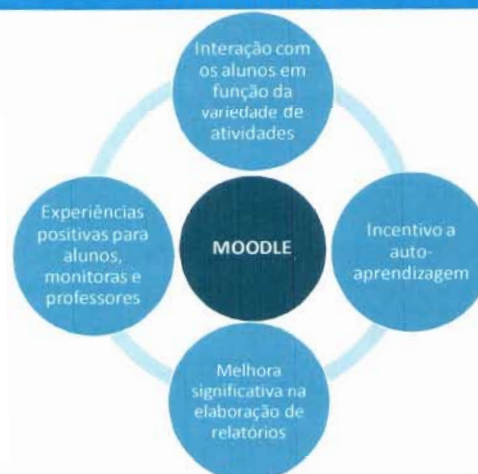 Interação com
os alunos em
função da
variedade de
atividades
Experiências
positivas para
alunos,
monitoras e
professores
MOODLE
Incentivo a
auto-
aprendizagem
Melhora
significativa na
elaboração de
relatórios